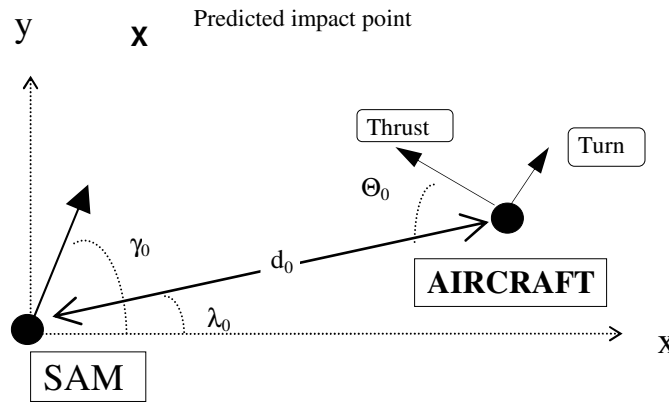 y
X
Predicted impact point
Thrust
Turn
Θ0
γ0
d0
AIRCRAFT
λ0
x
SAM